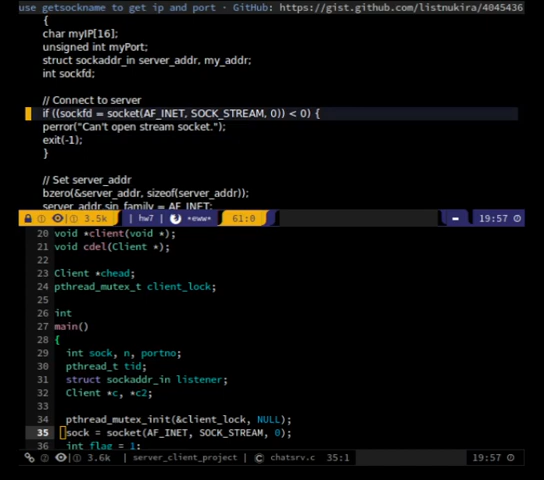 use getsockname to get ip and port · GitHub: https://gist.github.com/listnukira/4045436
{
char myIP[16];
unsigned int myPort;
struct sockaddr_in server_addr, my_addr;
int sockfd;
// Connect to server
if ((sockfd = socket(AF_INET, SOCK_STREAM, 0)) < 0) {
perror("Can't open stream socket.");
exit(-1);
}
// Set server_addr
bzero(&server_addr, sizeof(server_addr));
server_addr.sin_family = AF_INET;
① 3.5k | hw7 | *eww* 61:0 19:57
20 void *client(void *);
21 void cdel(Client *);
22
23 Client *chead;
24 pthread_mutex_t client_lock;
25
26 int
27 main()
28 {
29 int sock, n, portno;
30 pthread_t tid;
31 struct sockaddr_in listener;
32 Client *c, *c2;
33
34 pthread_mutex_init(&client_lock, NULL);
35 sock = socket(AF_INET, SOCK_STREAM, 0);
36 int flag = 1;
② 3.6k | server_client_project | chatsrv.c 35:1 19:57